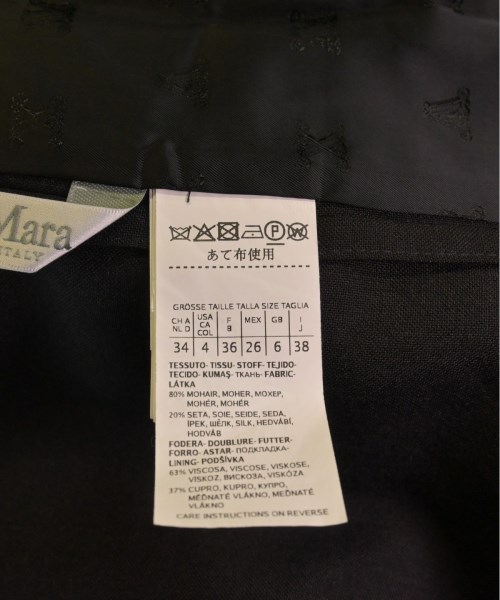 Mara
ITALY
あて布使用
GRÖSSE TAILLE TALLA SIZE TAGLIA
CH A NL D
USA CA COL
F B
MEX
GB
I J
34 4 36 26 6 38
TESSUTO- TISSU- STOFF- TEJIDO-
TECIDO- KUMAŞ- ТКАНЬ- FABRIC-
LÁTKA
80% MOHAIR, MOHER, МОХЕР,
MOHÉR, MOHÉR
20% SETA, SOIE, SEIDE, SEDA,
İPEK, ШЁЛК, SILK, HEDVÁBÍ,
HODVÁB
FODERA- DOUBLURE- FUTTER-
FORRO- ASTAR- ПОДКЛАДКА-
LINING- PODŠÍVKA
63% VISCOSA, VISCOSE, VISKOSE,
VISKOZ, ВИСКОЗА, VISKÓZA
37% CUPRO, KUPRO, КУПРО,
MĚĎNATÉ VLÁKNO, MEĎNATÉ
VLÁKNO
CARE INSTRUCTIONS ON REVERSE